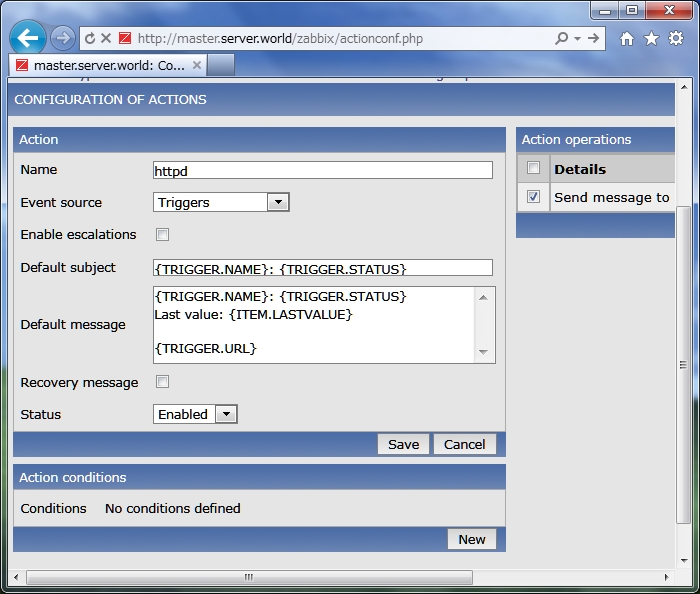 http://master.server.world/zabbix/actionconf.php
master.server.world: Co...
CONFIGURATION OF ACTIONS
Action
Name httpd
Event source Triggers
Enable escalations
Default subject {TRIGGER.NAME}: {TRIGGER.STATUS}
Default message
{TRIGGER.NAME}: {TRIGGER.STATUS}
Last value: {ITEM.LASTVALUE}
{TRIGGER.URL}
Recovery message
Status Enabled
Save Cancel
Action conditions
Conditions No conditions defined
New
Action operations
Details
Send message to